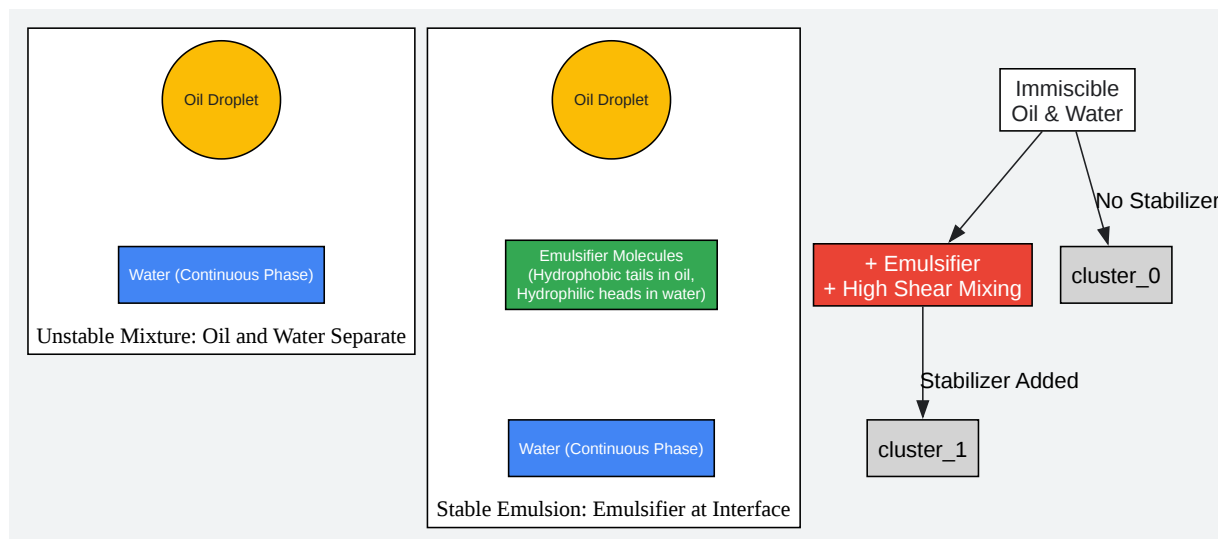 Oil Droplet
Water (Continuous Phase)
Unstable Mixture: Oil and Water Separate
Oil Droplet
Emulsifier Molecules
(Hydrophobic tails in oil,
Hydrophilic heads in water)
Water (Continuous Phase)
Stable Emulsion: Emulsifier at Interface
Immiscible
Oil & Water
No Stabilizer
+ Emulsifier
+ High Shear Mixing
cluster_0
Stabilizer Added
cluster_1